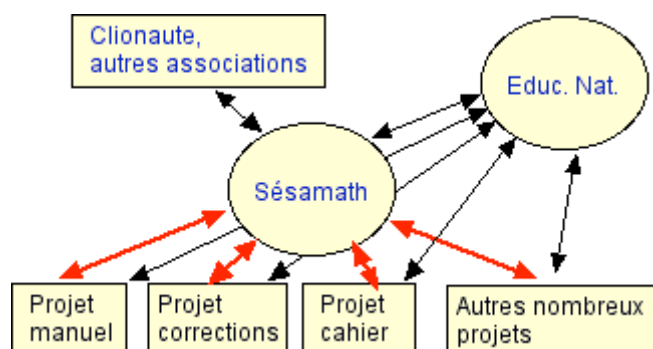 Clionaute,
autres associations
Educ. Nat.
Sésamath
Projet
manuel
Projet
corrections
Projet
cahier
Autres nombreux
projets